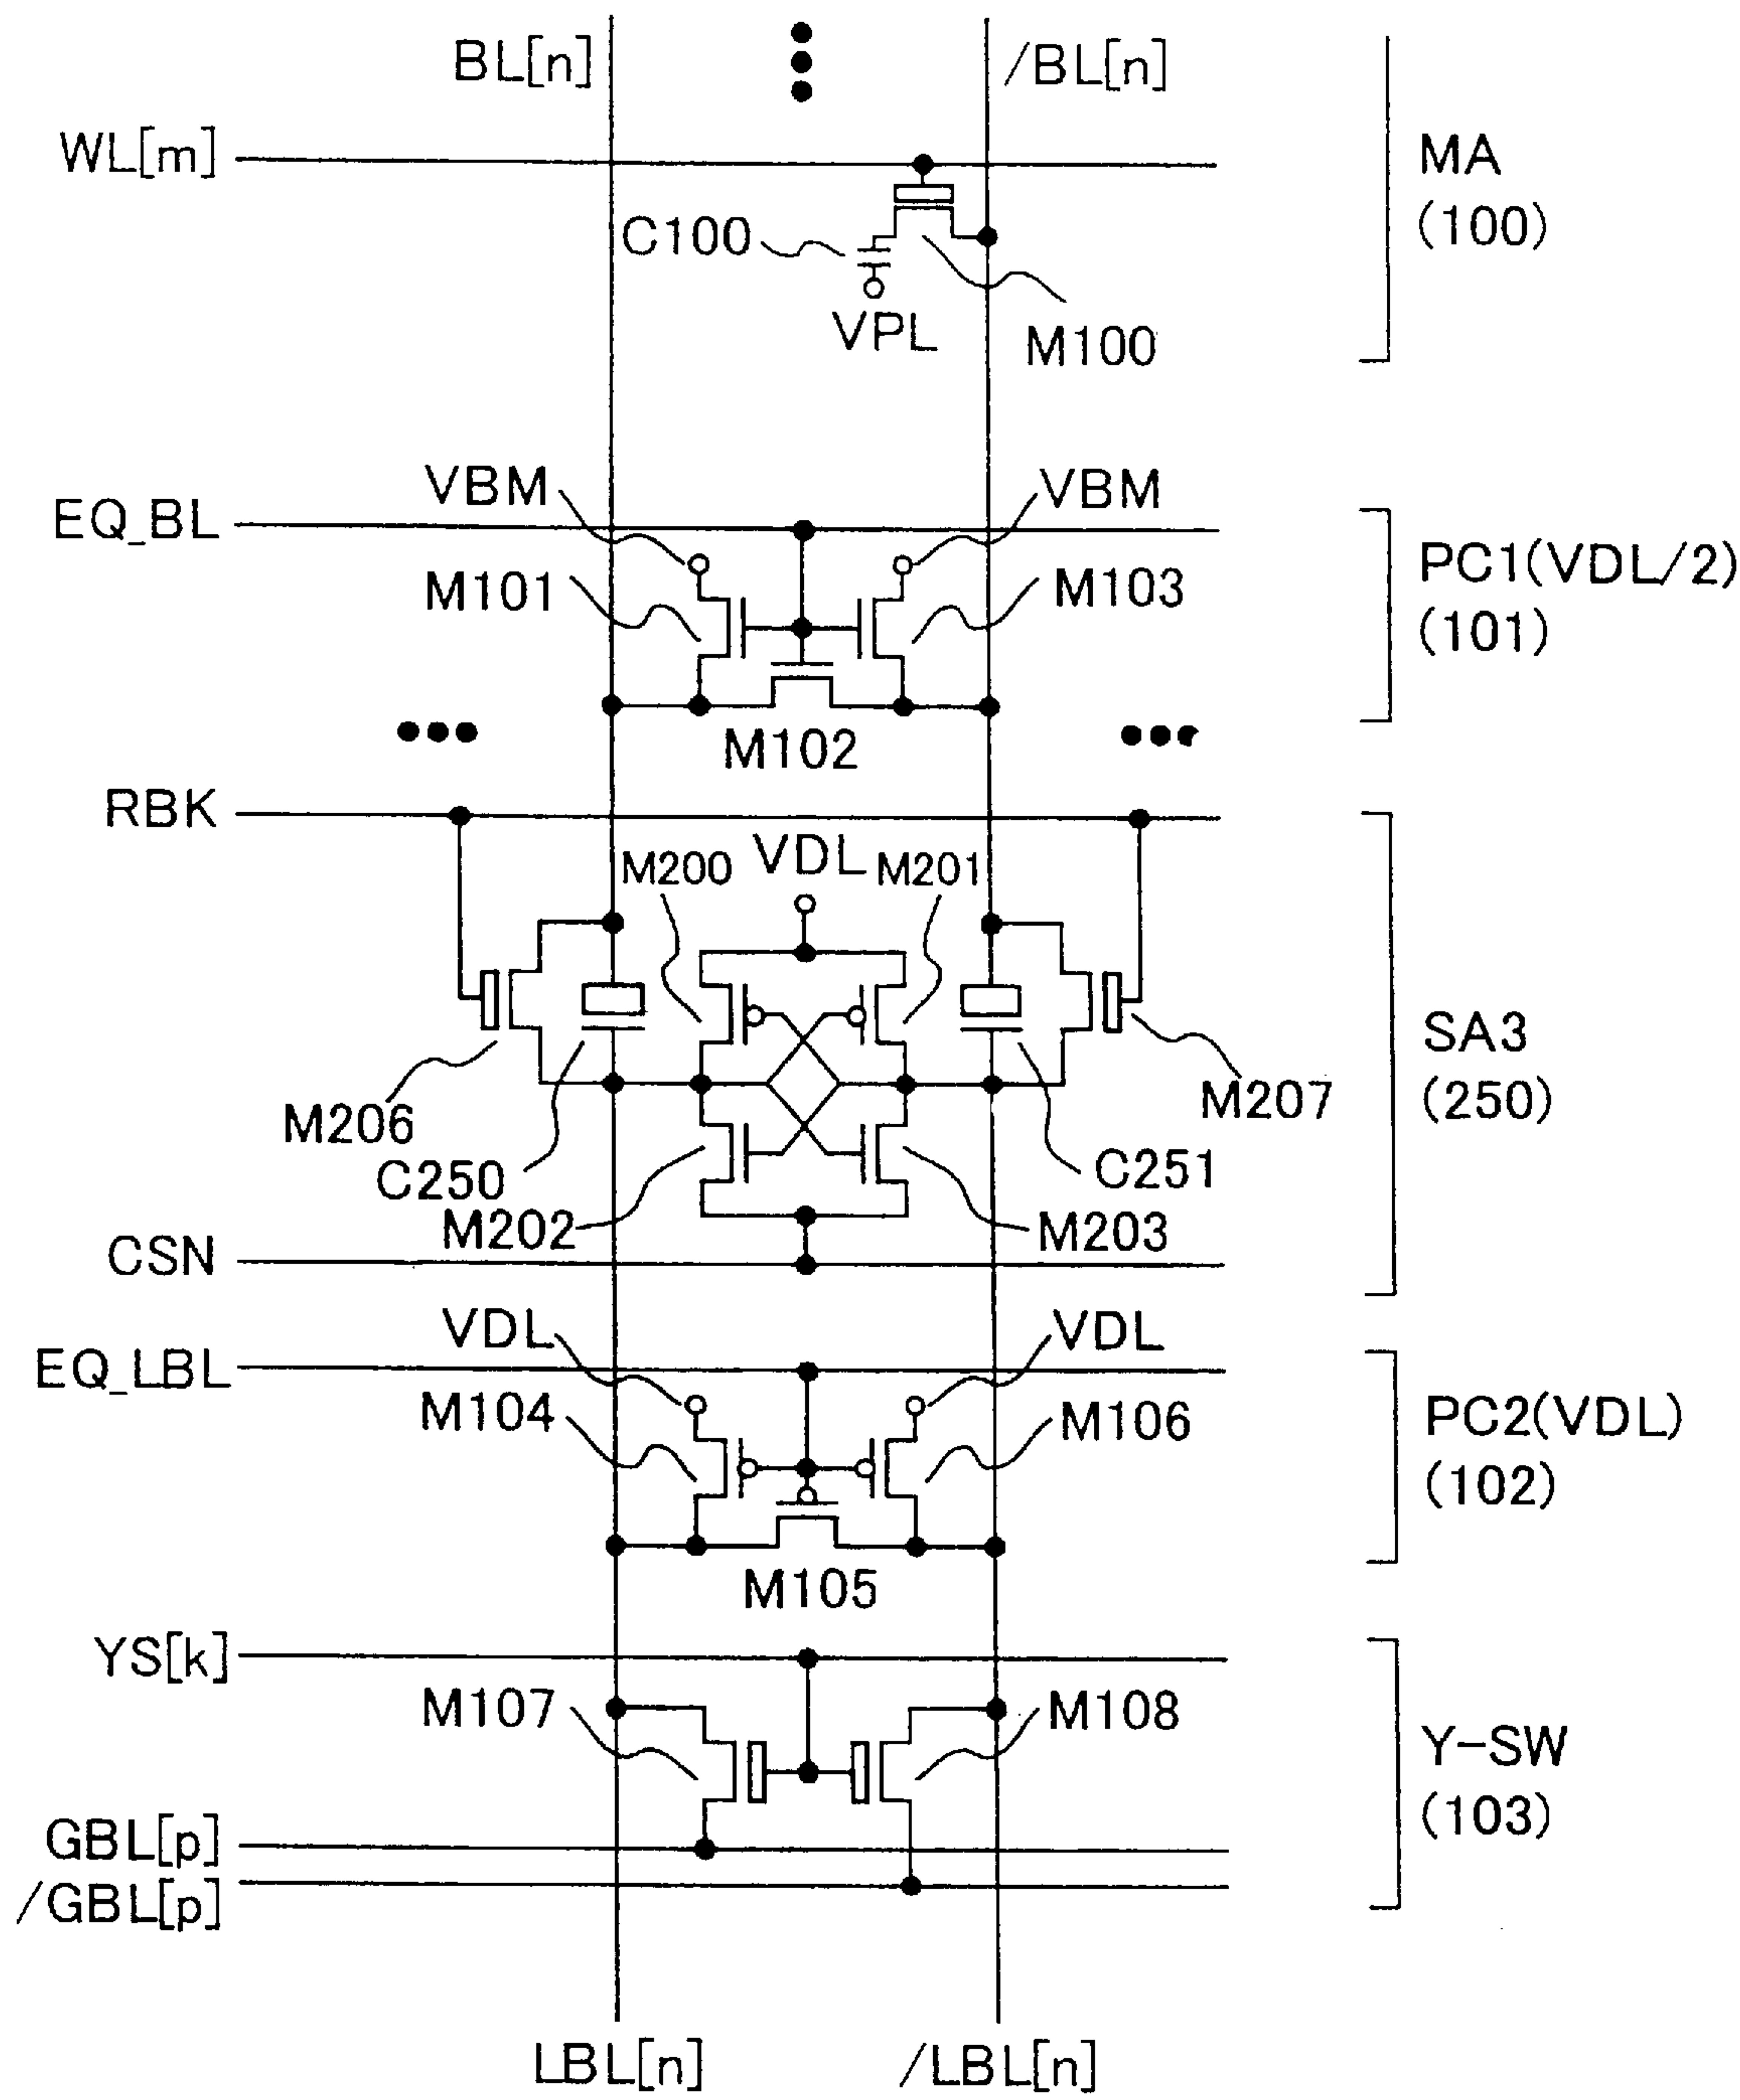 BL[n]
/BL[n]
WL[m]
MA
(100)
C100
VPL
M100
VBM
VBM
EQ_BL
PC1(VDL/2)
(101)
M101
M103
M102
RBK
VDL
M200
M201
SA3
(250)
M206
M207
C250
C251
M202
M203
CSN
VDL
VDL
EQ_LBL
M104
M106
PC2(VDL)
(102)
M105
YS[k]
M107
M108
Y-SW
(103)
GBL[p]
/GBL[p]
LBL[n]
/LBL[n]